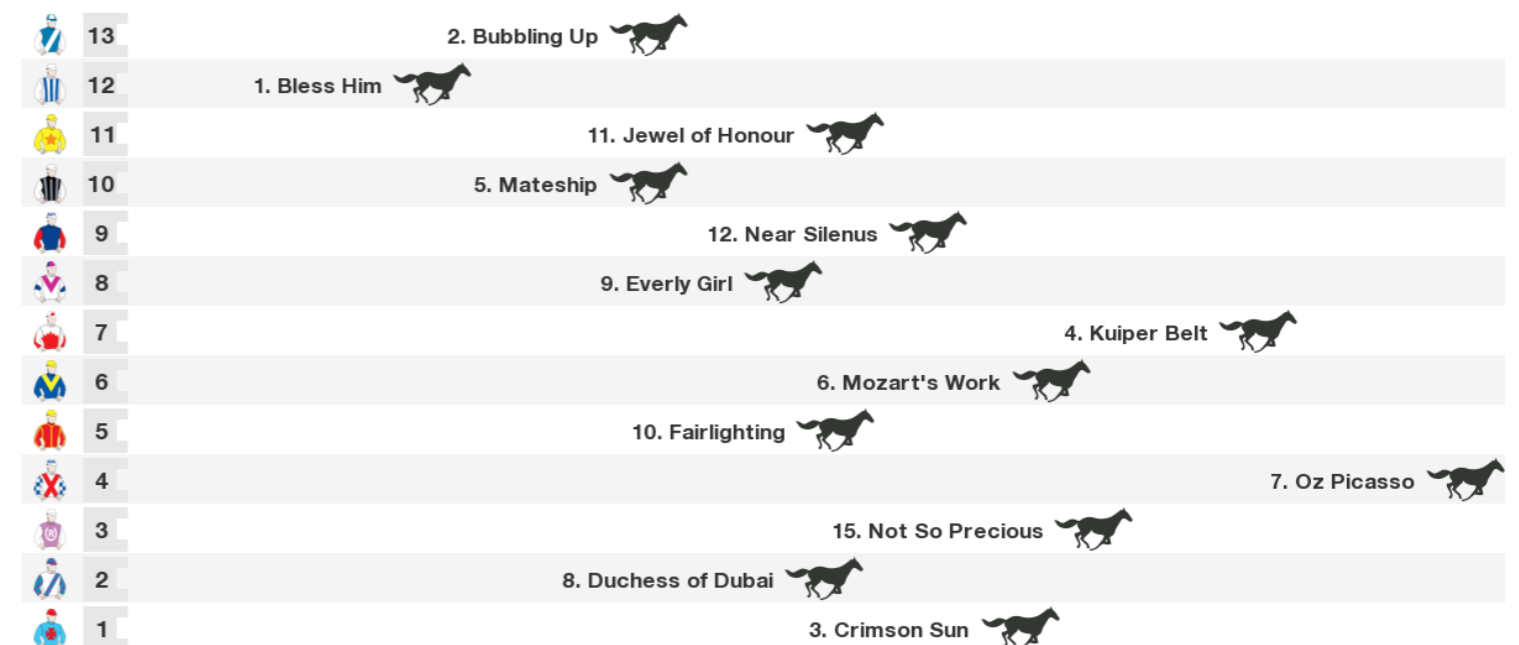 13 2. Bubbling Up
12 1. Bless Him
11 11. Jewel of Honour
10 5. Mateship
9 12. Near Silenus
8 9. Everly Girl
7 4. Kuiper Belt
6 6. Mozart's Work
5 10. Fairlighting
4 7. Oz Picasso
3 15. Not So Precious
2 8. Duchess of Dubai
1 3. Crimson Sun